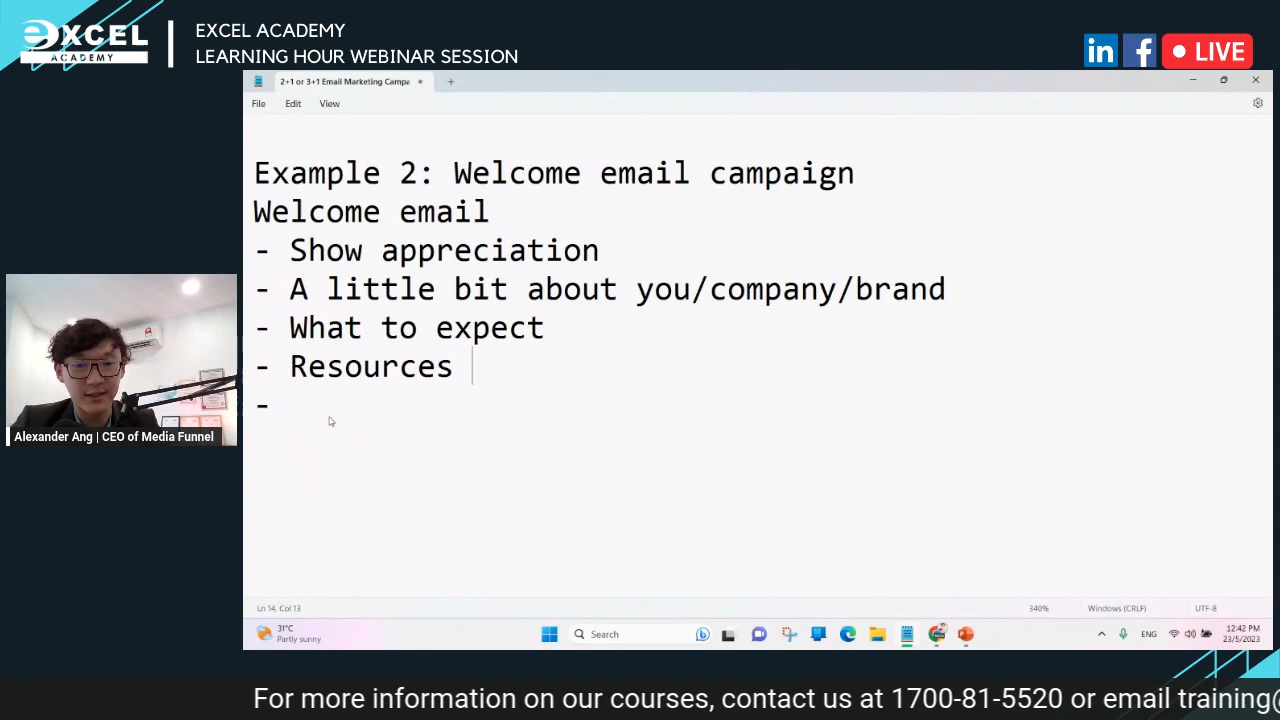 eXCEL
ACADEMY
EXCEL ACADEMY
LEARNING HOUR WEBINAR SESSION
in f LIVE
2+1 or 3+1 Email Marketing Campa
File Edit View
Example 2: Welcome email campaign
Welcome email
- Show appreciation
- A little bit about you/company/brand
- What to expect
- Resources
-
Alexander Ang | CEO of Media Funnel
Ln 14, Col 13 340% Windows (CRLF) UTF-8
31°C
Partly sunny
Search
ENG
12:42 PM
23/5/2023
For more information on our courses, contact us at 1700-81-5520 or email training@